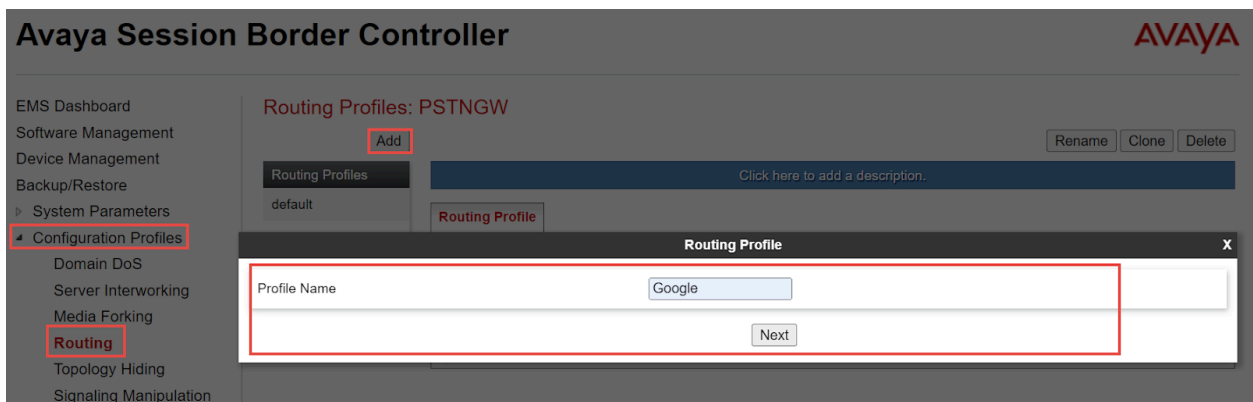 Avaya Session Border Controller
AVAYA
EMS Dashboard
Software Management
Device Management
Backup/Restore
System Parameters
Configuration Profiles
Domain DoS
Server Interworking
Media Forking
Routing
Topology Hiding
Signaling Manipulation
Routing Profiles: PSTNGW
Add
Rename Clone Delete
Routing Profiles
default
Click here to add a description.
Routing Profile
Routing Profile X
Profile Name Google
Next